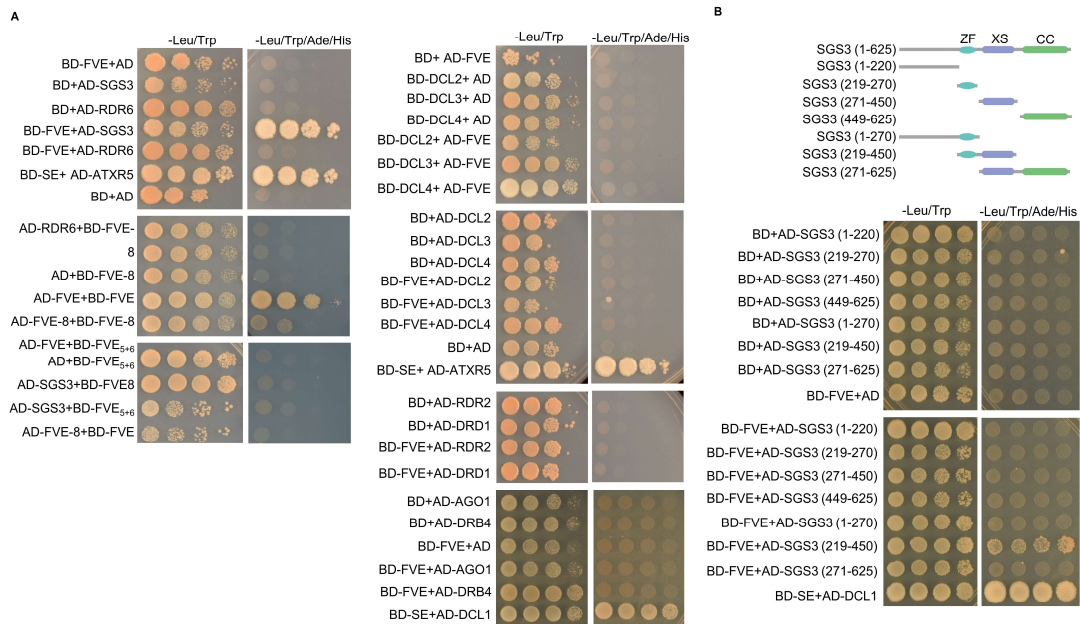 A
-Leu/Trp
-Leu/Trp/Ade/His
BD-FVE+AD
BD+AD-SGS3
BD+AD-RDR6
BD-FVE+AD-SGS3
BD-FVE+AD-RDR6
BD-SE+ AD-ATXR5
BD+AD
AD-RDR6+BD-FVE-
8
AD+BD-FVE-8
AD-FVE+BD-FVE
AD-FVE-8+BD-FVE-8
AD-FVE+BD-FVE5+6
AD+BD-FVE5+6
AD-SGS3+BD-FVE8
AD-SGS3+BD-FVE5+6
AD-FVE-8+BD-FVE
-Leu/Trp
-Leu/Trp/Ade/His
BD+ AD-FVE
BD-DCL2+ AD
BD-DCL3+ AD
BD-DCL4+ AD
BD-DCL2+ AD-FVE
BD-DCL3+ AD-FVE
BD-DCL4+ AD-FVE
BD+AD-DCL2
BD+AD-DCL3
BD+AD-DCL4
BD-FVE+AD-DCL2
BD-FVE+AD-DCL3
BD-FVE+AD-DCL4
BD+AD
BD-SE+ AD-ATXR5
BD+AD-RDR2
BD+AD-DRD1
BD-FVE+AD-RDR2
BD-FVE+AD-DRD1
BD+AD-AGO1
BD+AD-DRB4
BD-FVE+AD
BD-FVE+AD-AGO1
BD-FVE+AD-DRB4
BD-SE+AD-DCL1
B
ZF XS CC
SGS3 (1-625)
SGS3 (1-220)
SGS3 (219-270)
SGS3 (271-450)
SGS3 (449-625)
SGS3 (1-270)
SGS3 (219-450)
SGS3 (271-625)
-Leu/Trp
-Leu/Trp/Ade/His
BD+AD-SGS3 (1-220)
BD+AD-SGS3 (219-270)
BD+AD-SGS3 (271-450)
BD+AD-SGS3 (449-625)
BD+AD-SGS3 (1-270)
BD+AD-SGS3 (219-450)
BD+AD-SGS3 (271-625)
BD-FVE+AD
BD-FVE+AD-SGS3 (1-220)
BD-FVE+AD-SGS3 (219-270)
BD-FVE+AD-SGS3 (271-450)
BD-FVE+AD-SGS3 (449-625)
BD-FVE+AD-SGS3 (1-270)
BD-FVE+AD-SGS3 (219-450)
BD-FVE+AD-SGS3 (271-625)
BD-SE+AD-DCL1